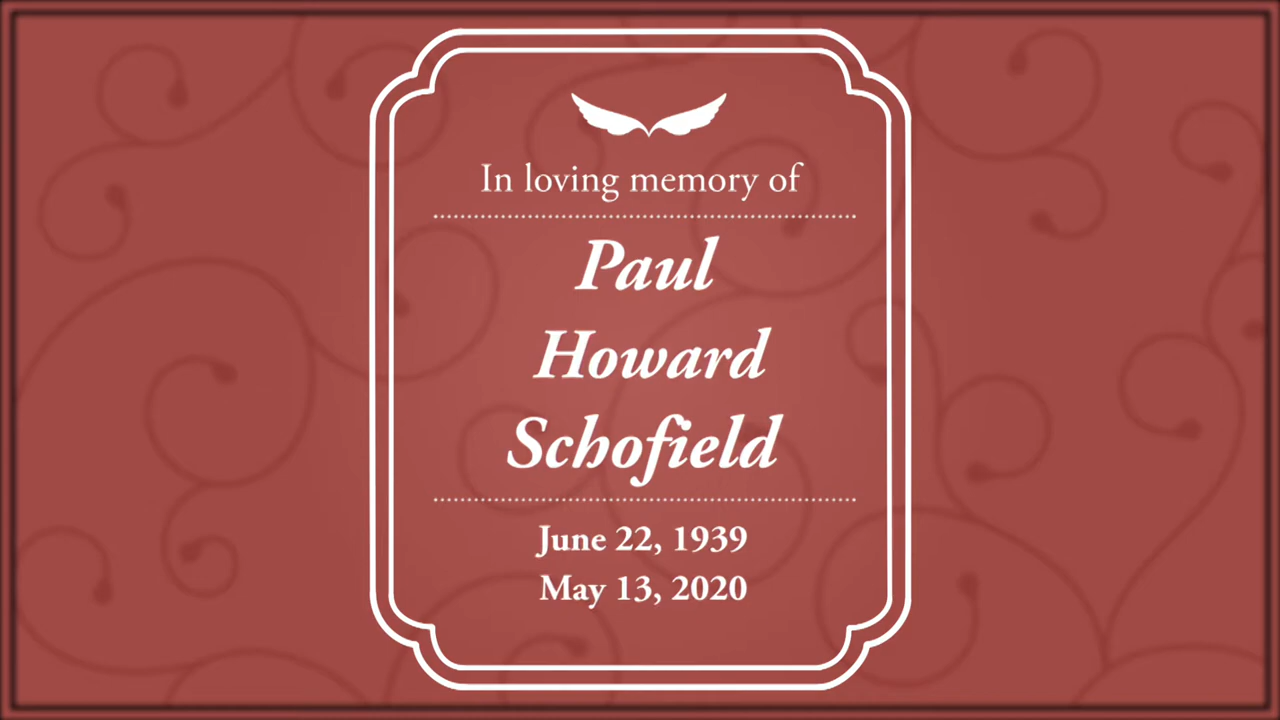 In loving memory of
Paul
Howard
Schofield
June 22, 1939
May 13, 2020